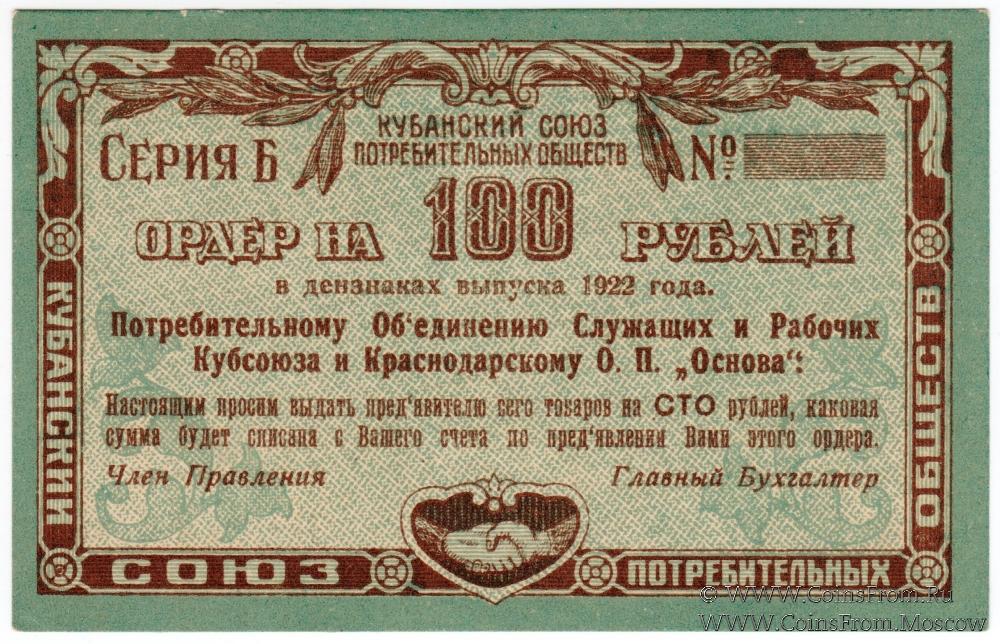 КУБАНСКИЙ СОЮЗ
ПОТРЕБИТЕЛЬНЫХ ОБЩЕСТВ
СЕРИЯ Б
№
ОРДЕР НА 100 РУБЛЕЙ
в дензнаках выпуска 1922 года.
Потребительному Об'единению Служащих и Рабочих
Кубсоюза и Краснодарскому О. П. „Основа“:
Настоящим просим выдать пред'явителю сего товаров на СТО рублей, каковая
сумма будет списана с Вашего счета по пред'явлении Вами этого ордера.
Член Правления
Главный Бухгалтер
КУБАНСКИЙ
СОЮЗ
ПОТРЕБИТЕЛЬНЫХ
ОБЩЕСТВ
© WWW.CoinsFrom.Ru
www.CoinsFrom.Moscow